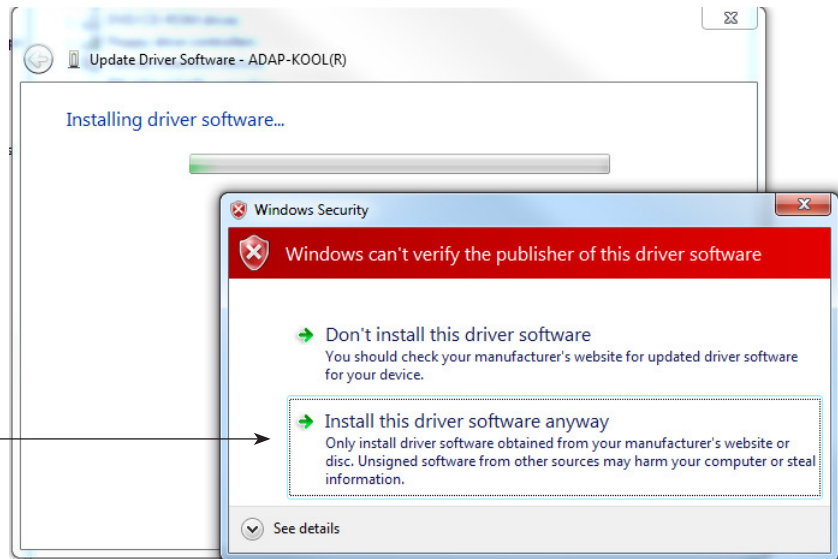 Update Driver Software - ADAP-KOOL(R)
Installing driver software...
Windows Security
Windows can't verify the publisher of this driver software
Don't install this driver software
You should check your manufacturer's website for updated driver software
for your device.
Install this driver software anyway
Only install driver software obtained from your manufacturer's website or
disc. Unsigned software from other sources may harm your computer or steal
information.
See details